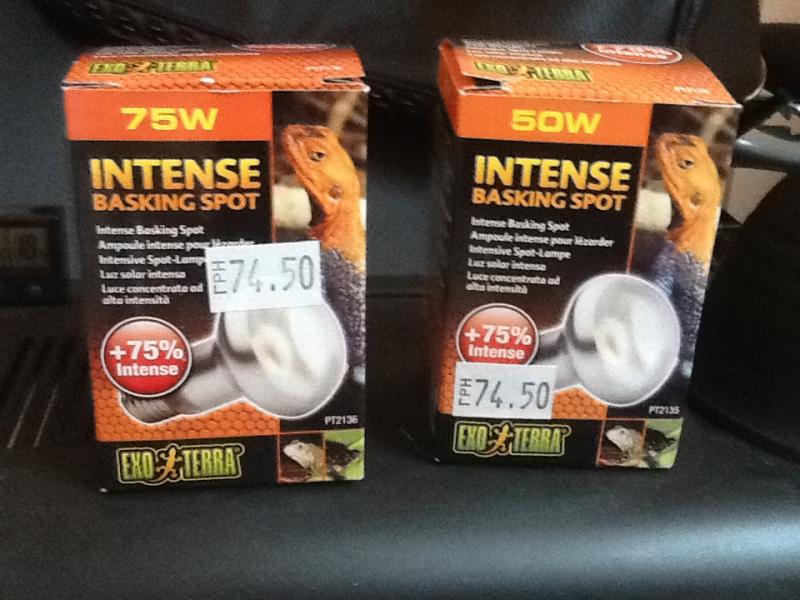 EXO TERRA
75W
INTENSE
BASKING SPOT
Intense Basking Spot
Ampoule intense pour lézarder
Intensive Spot-Lamp
Luz solar intensa
Luce concentrata ad
alta intensità
ГРН 74.50
+75%
Intense
PT2136
EXO TERRA
EXO TERRA
50W
INTENSE
BASKING SPOT
Intense Basking Spot
Ampoule intense pour lézarder
Intensive Spot-Lampe
Luz solar intensa
Luce concentrata ad
alta intensità
+75%
Intense
ГРН 74.50
PT2135
EXO TERRA